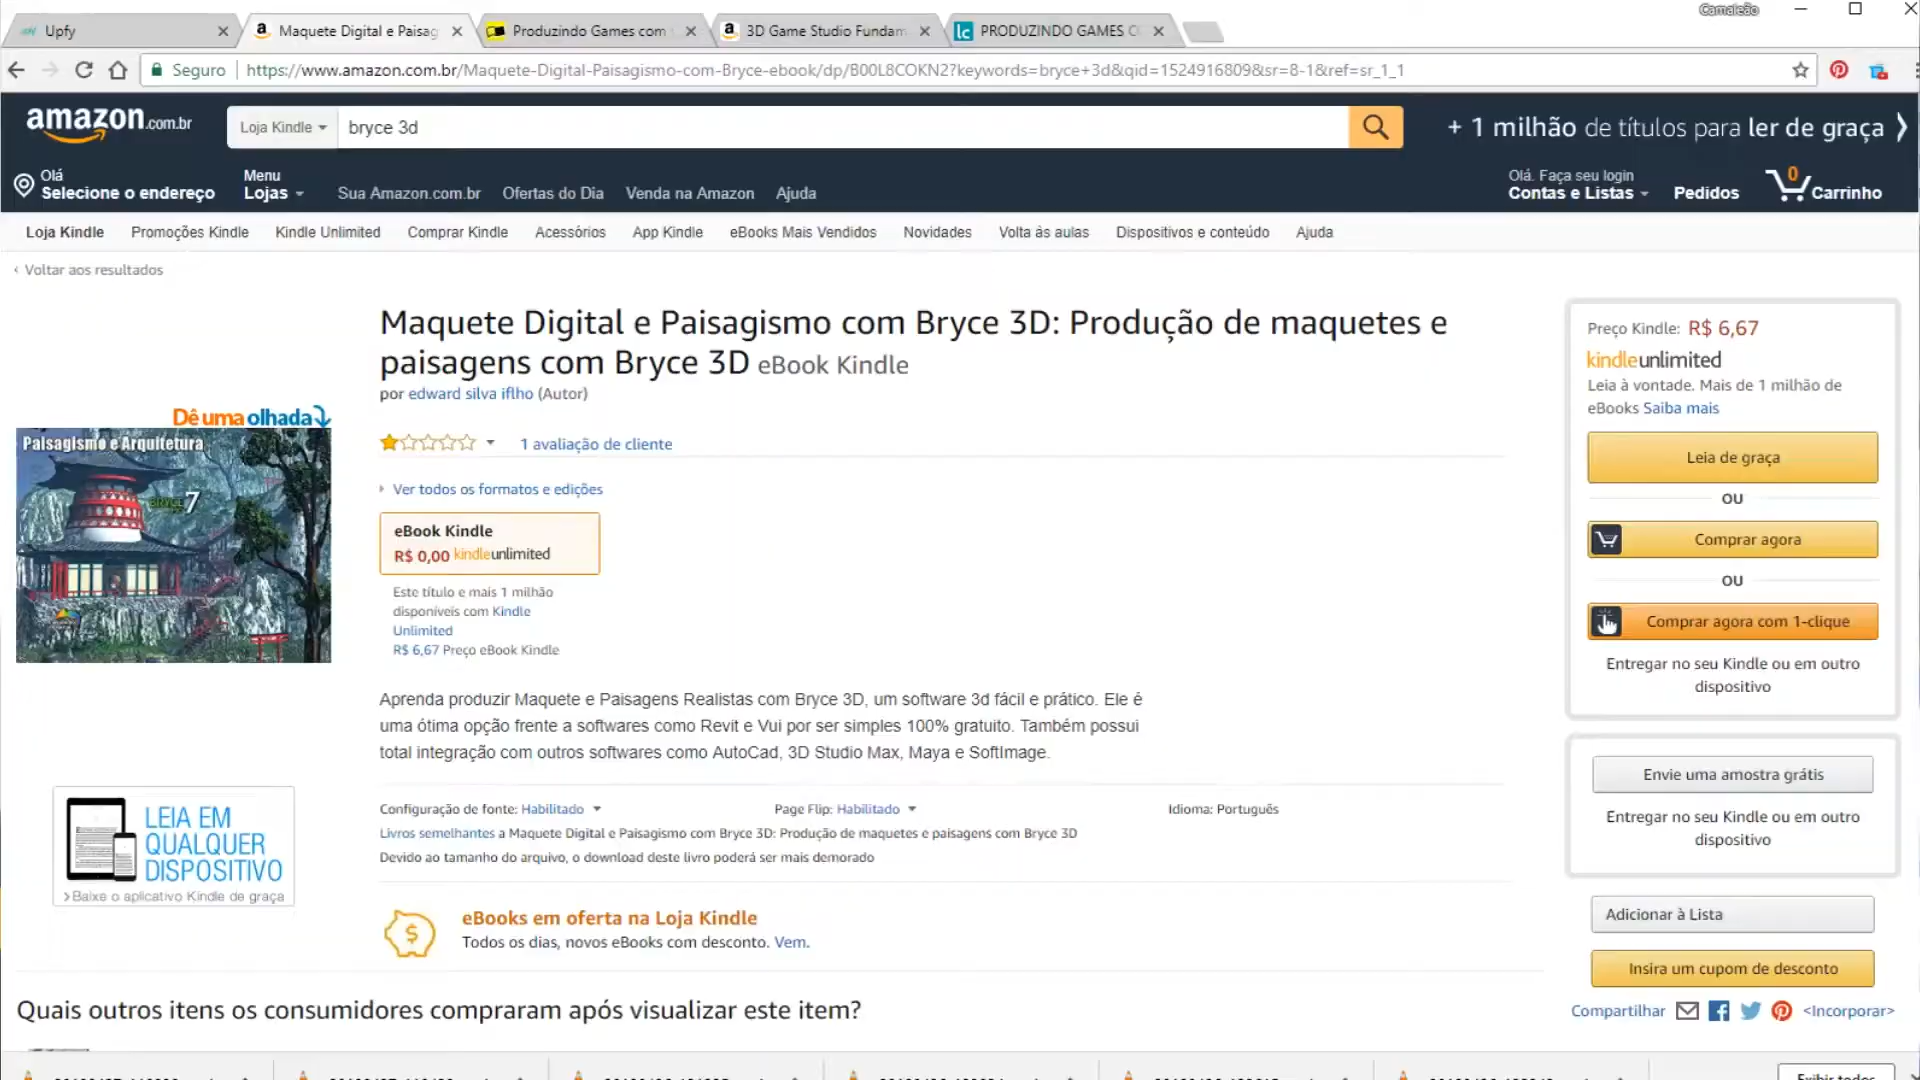 Camaleão
Upfy
Maquete Digital e Paisag
Produzindo Games com
3D Game Studio Fundam
PRODUZINDO GAMES C
Seguro
https://www.amazon.com.br/Maquete-Digital-Paisagismo-com-Bryce-ebook/dp/B00L8COKN2?keywords=bryce+3d&qid=1524916809&sr=8-1&ref=sr_1_1
amazon.com.br
Loja Kindle
bryce 3d
+ 1 milhão de títulos para ler de graça
Olá
Selecione o endereço
Menu
Lojas
Sua Amazon.com.br
Ofertas do Dia
Venda na Amazon
Ajuda
Olá. Faça seu login
Contas e Listas
Pedidos
0
Carrinho
Loja Kindle
Promoções Kindle
Kindle Unlimited
Comprar Kindle
Acessórios
App Kindle
eBooks Mais Vendidos
Novidades
Volta às aulas
Dispositivos e conteúdo
Ajuda
‹ Voltar aos resultados
Dê uma olhada
Paisagismo e Arquitetura
BRYCE 7
LEIA EM
QUALQUER
DISPOSITIVO
›Baixe o aplicativo Kindle de graça
Maquete Digital e Paisagismo com Bryce 3D: Produção de maquetes e
paisagens com Bryce 3D eBook Kindle
por edward silva iflho (Autor)
1 avaliação de cliente
Ver todos os formatos e edições
eBook Kindle
R$ 0,00 kindleunlimited
Este título e mais 1 milhão
disponíveis com Kindle
Unlimited
R$ 6,67 Preço eBook Kindle
Aprenda produzir Maquete e Paisagens Realistas com Bryce 3D, um software 3d fácil e prático. Ele é
uma ótima opção frente a softwares como Revit e Vui por ser simples 100% gratuito. Também possui
total integração com outros softwares como AutoCad, 3D Studio Max, Maya e SoftImage.
Configuração de fonte: Habilitado
Page Flip: Habilitado
Idioma: Português
Livros semelhantes a Maquete Digital e Paisagismo com Bryce 3D: Produção de maquetes e paisagens com Bryce 3D
Devido ao tamanho do arquivo, o download deste livro poderá ser mais demorado
eBooks em oferta na Loja Kindle
Todos os dias, novos eBooks com desconto. Vem.
Preço Kindle: R$ 6,67
kindleunlimited
Leia à vontade. Mais de 1 milhão de
eBooks Saiba mais
Leia de graça
OU
Comprar agora
OU
Comprar agora com 1-clique
Entregar no seu Kindle ou em outro
dispositivo
Envie uma amostra grátis
Entregar no seu Kindle ou em outro
dispositivo
Adicionar à Lista
Insira um cupom de desconto
Compartilhar
<Incorporar>
Quais outros itens os consumidores compraram após visualizar este item?
Exibir todos